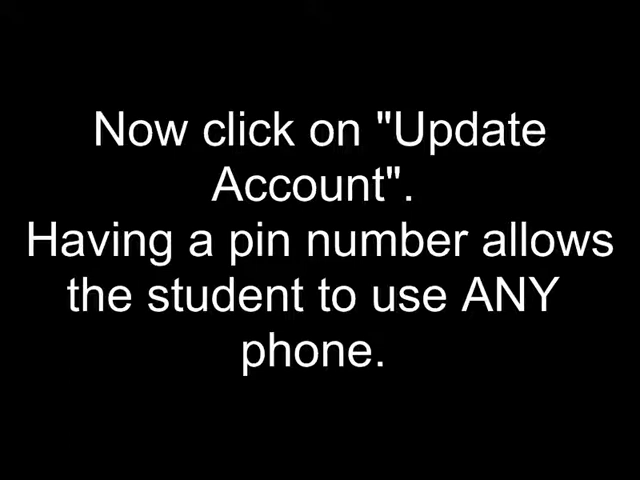 Now click on "Update
Account".
Having a pin number allows
the student to use ANY
phone.